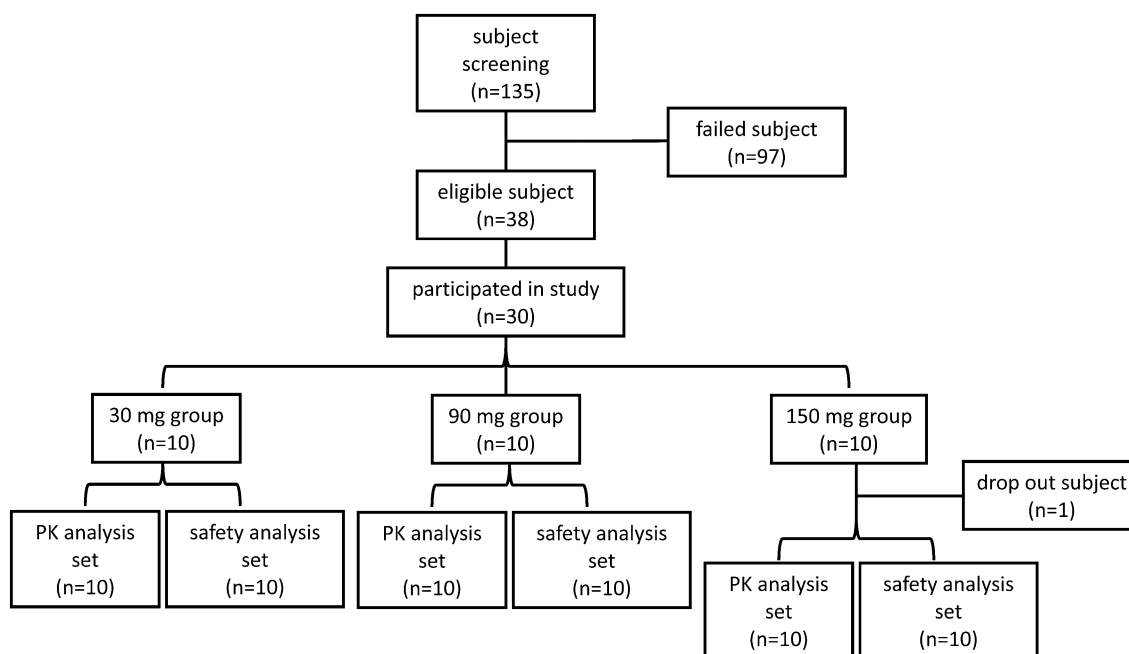 subject
screening
(n=135)
failed subject
(n=97)
eligible subject
(n=38)
participated in study
(n=30)
30 mg group
(n=10)
90 mg group
(n=10)
150 mg group
(n=10)
drop out subject
(n=1)
PK analysis
set
(n=10)
safety analysis
set
(n=10)
PK analysis
set
(n=10)
safety analysis
set
(n=10)
PK analysis
set
(n=10)
safety analysis
set
(n=10)